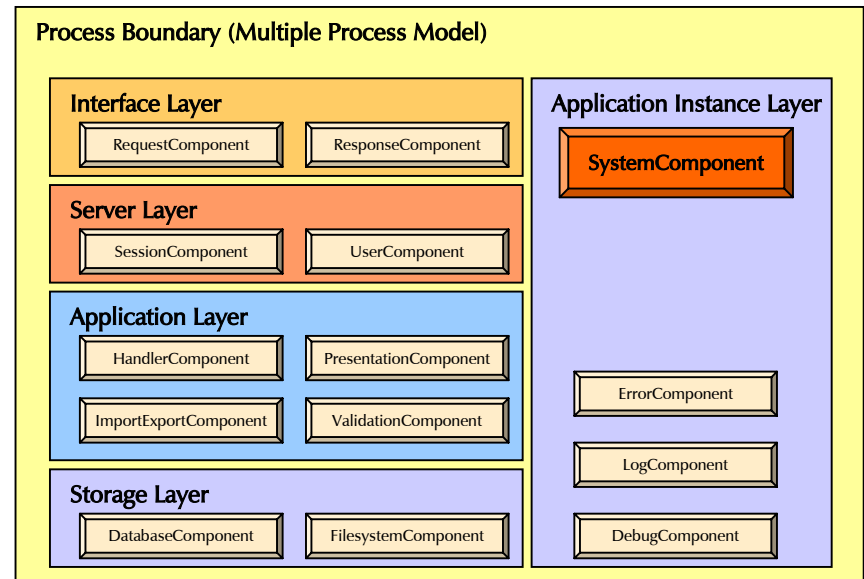 Process Boundary (Multiple Process Model)
Interface Layer
RequestComponent
ResponseComponent
Server Layer
SessionComponent
UserComponent
Application Layer
HandlerComponent
PresentationComponent
ImportExportComponent
ValidationComponent
Storage Layer
DatabaseComponent
FilesystemComponent
Application Instance Layer
SystemComponent
ErrorComponent
LogComponent
DebugComponent